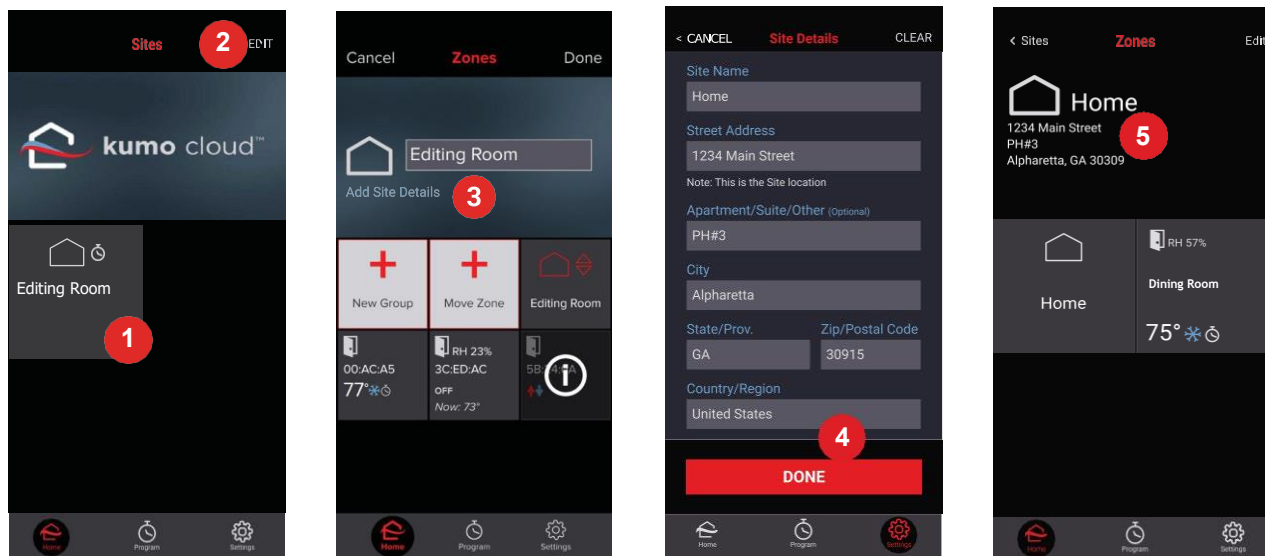 Sites
2
EDIT
kumo cloud™
Editing Room
1
Home
Program
Settings
Cancel
Zones
Done
Editing Room
Add Site Details
3
New Group
Move Zone
Editing Room
00:AC:A5
77°
RH 23%
3C:ED:AC
OFF
Now: 73°
i
Home
Program
Settings
< CANCEL
Site Details
CLEAR
Site Name
Home
Street Address
1234 Main Street
Note: This is the Site location
Apartment/Suite/Other (Optional)
PH#3
City
Alpharetta
State/Prov.
Zip/Postal Code
GA
30915
Country/Region
United States
4
DONE
Home
Program
Settings
< Sites
Zones
Edit
Home
1234 Main Street
PH#3
Alpharetta, GA 30309
5
Home
RH 57%
Dining Room
75°
Home
Program
Settings